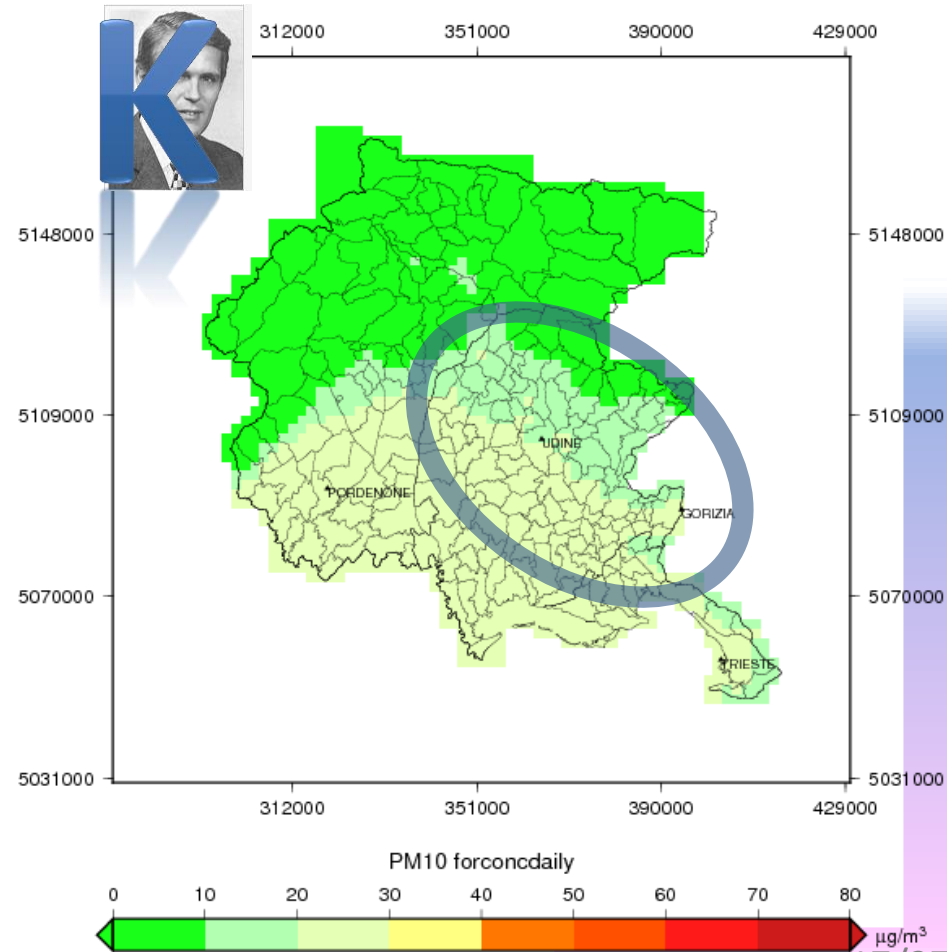 K
312000 351000 390000 429000
5148000 5148000
5109000 5109000
UDINE
PORDENONE
GORIZIA
5070000 5070000
TRIESTE
5031000 5031000
312000 351000 390000 429000
PM10 forconcdaily
0 10 20 30 40 50 60 70 80
µg/m³